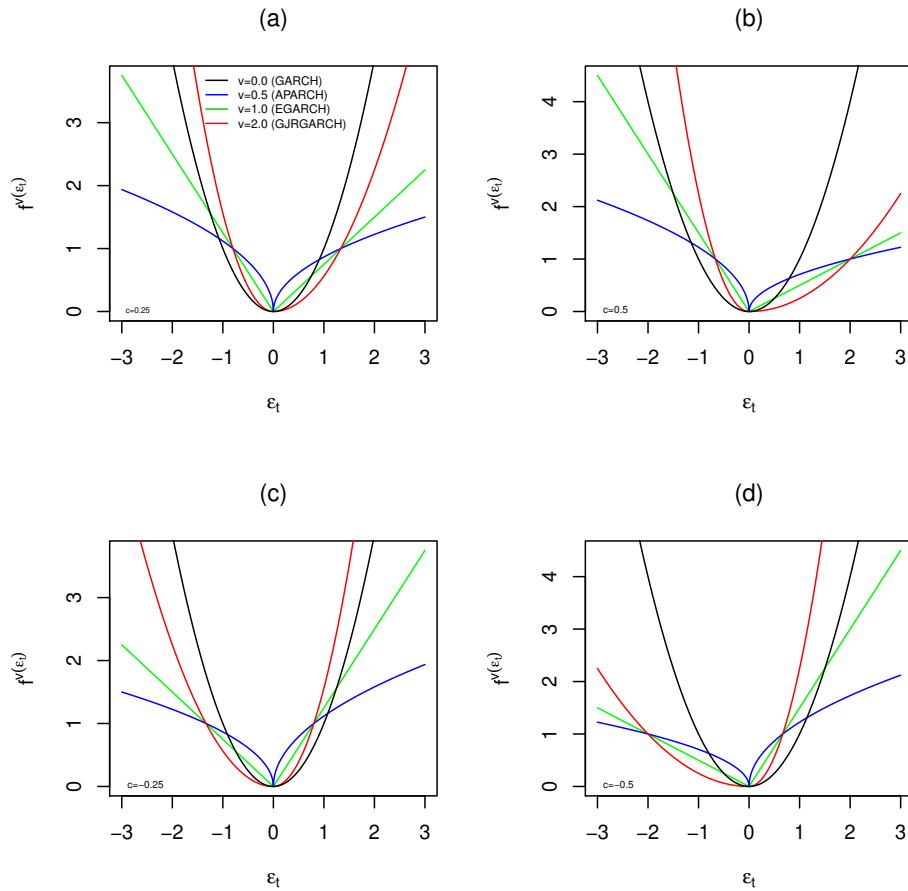 (a)
f^ν(ε_t)
0 1 2 3
v=0.0 (GARCH)
v=0.5 (APARCH)
v=1.0 (EGARCH)
v=2.0 (GJRGARCH)
c=0.25
−3 −2 −1 0 1 2 3
ε_t
(b)
f^ν(ε_t)
0 1 2 3 4
c=0.5
−3 −2 −1 0 1 2 3
ε_t
(c)
f^ν(ε_t)
0 1 2 3
c=−0.25
−3 −2 −1 0 1 2 3
ε_t
(d)
f^ν(ε_t)
0 1 2 3 4
c=−0.5
−3 −2 −1 0 1 2 3
ε_t